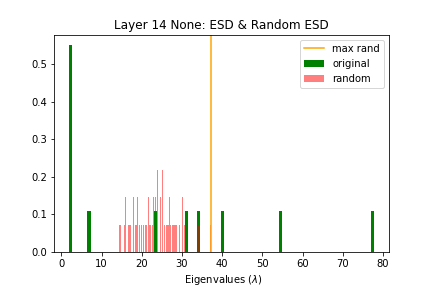 Layer 14 None: ESD & Random ESD
max rand
original
random
0.5
0.4
0.3
0.2
0.1
0.0
0 10 20 30 40 50 60 70 80
Eigenvalues (λ)